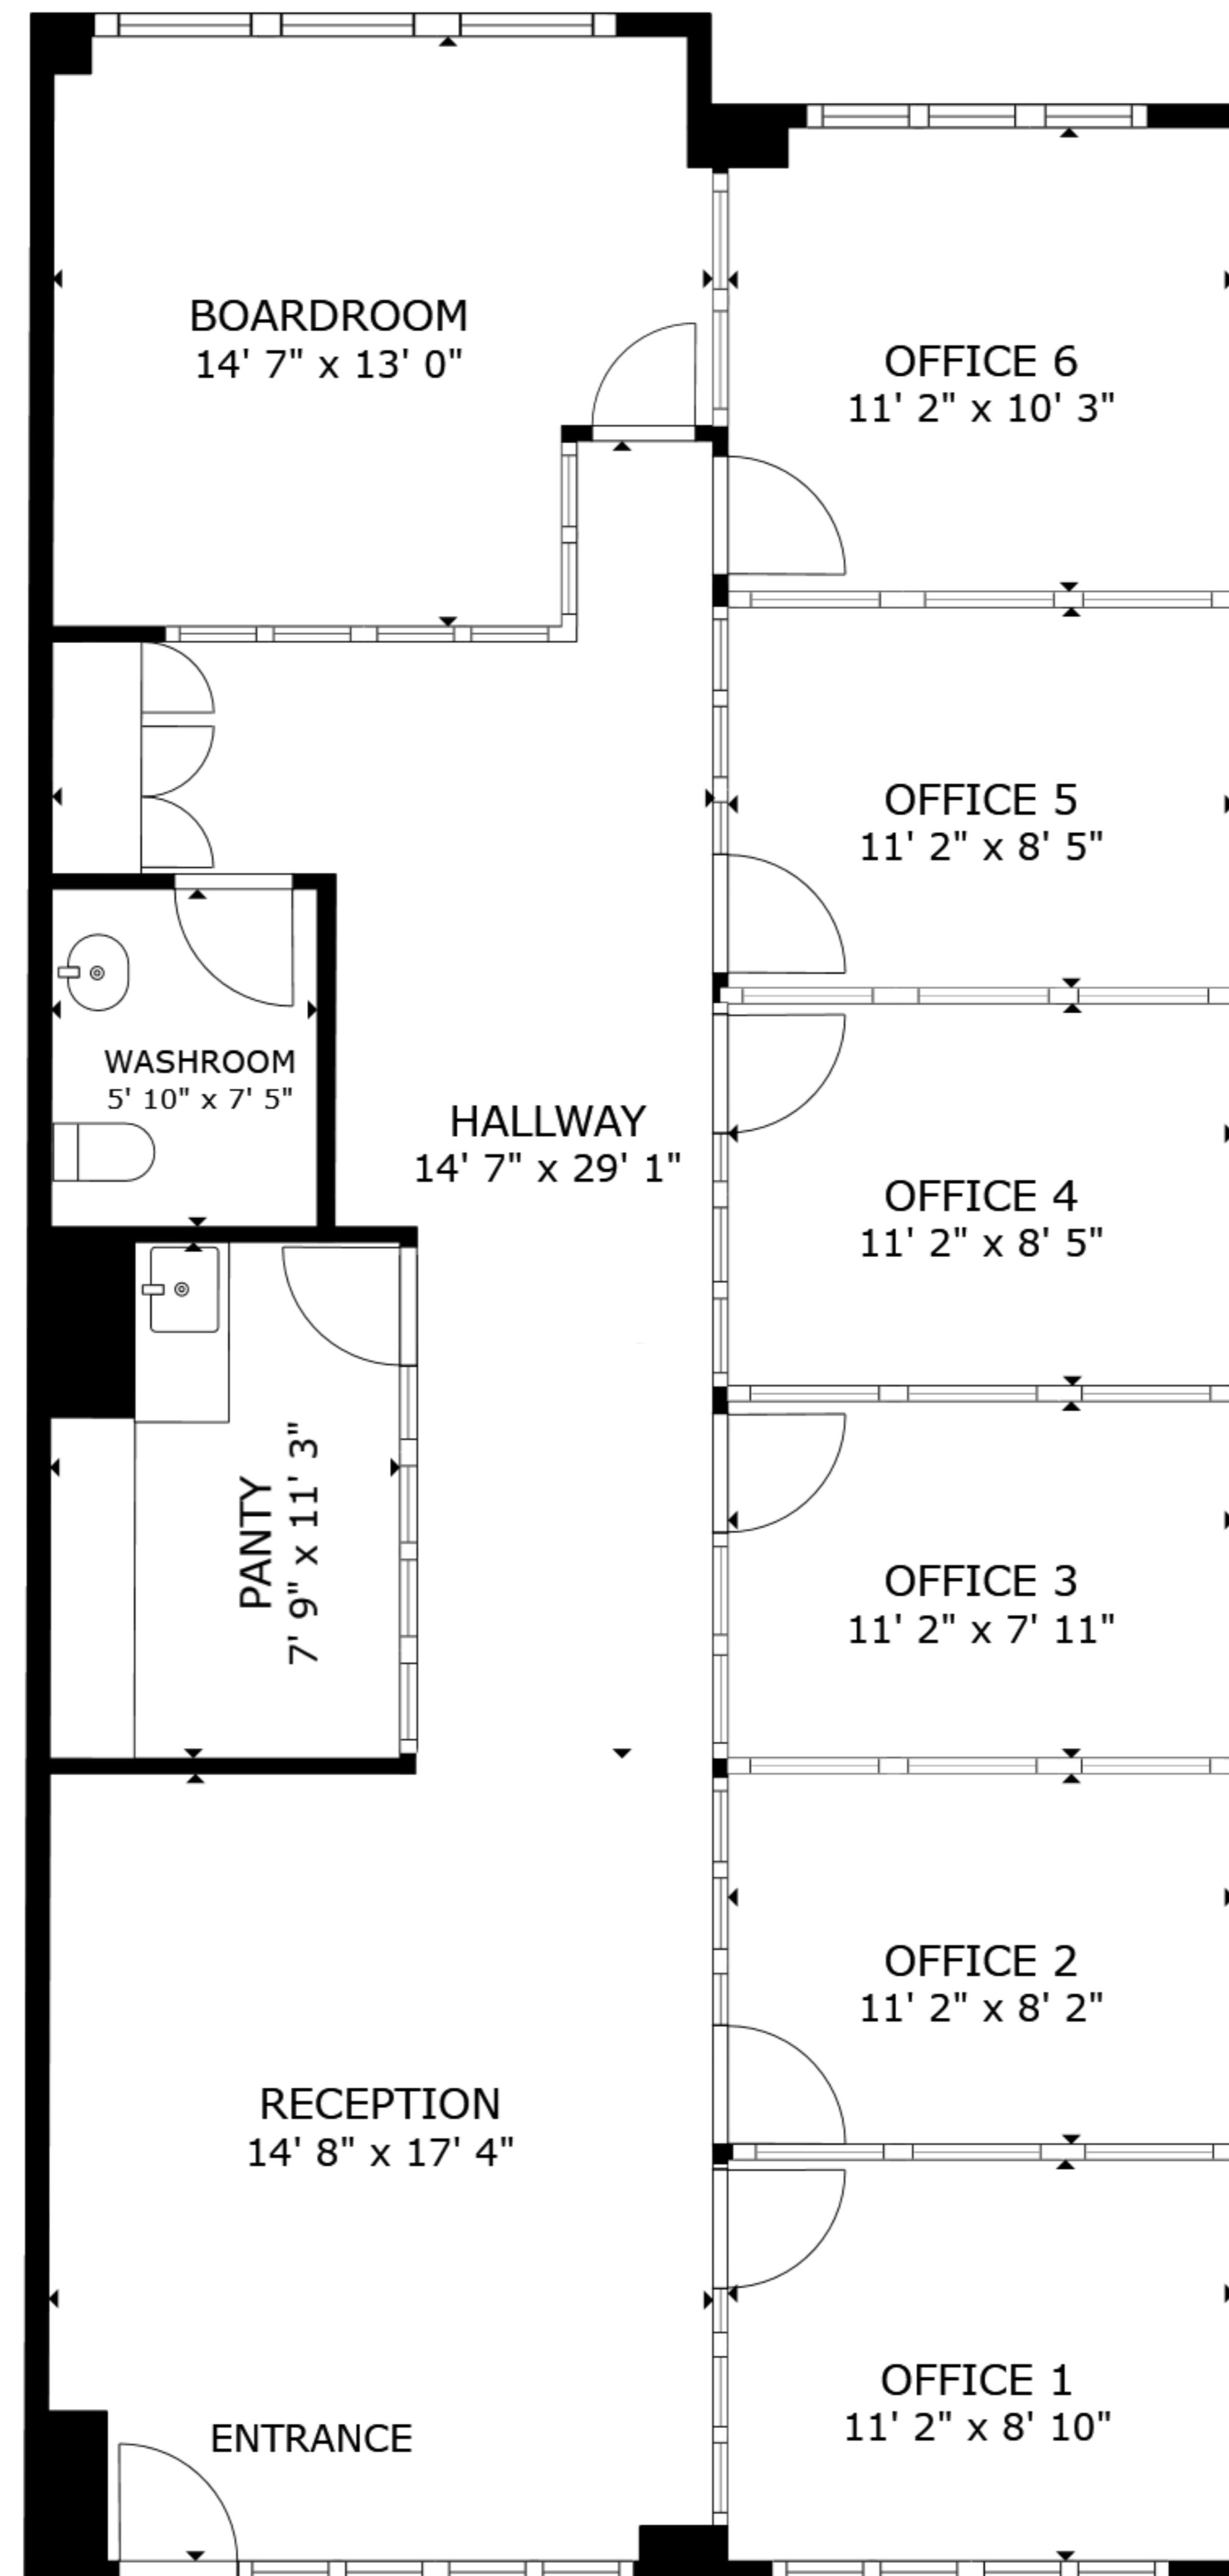 BOARDROOM
14' 7" x 13' 0"
OFFICE 6
11' 2" x 10' 3"
OFFICE 5
11' 2" x 8' 5"
WASHROOM
5' 10" x 7' 5"
HALLWAY
14' 7" x 29' 1"
OFFICE 4
11' 2" x 8' 5"
PANTY
7' 9" x 11' 3"
OFFICE 3
11' 2" x 7' 11"
OFFICE 2
11' 2" x 8' 2"
RECEPTION
14' 8" x 17' 4"
OFFICE 1
11' 2" x 8' 10"
ENTRANCE